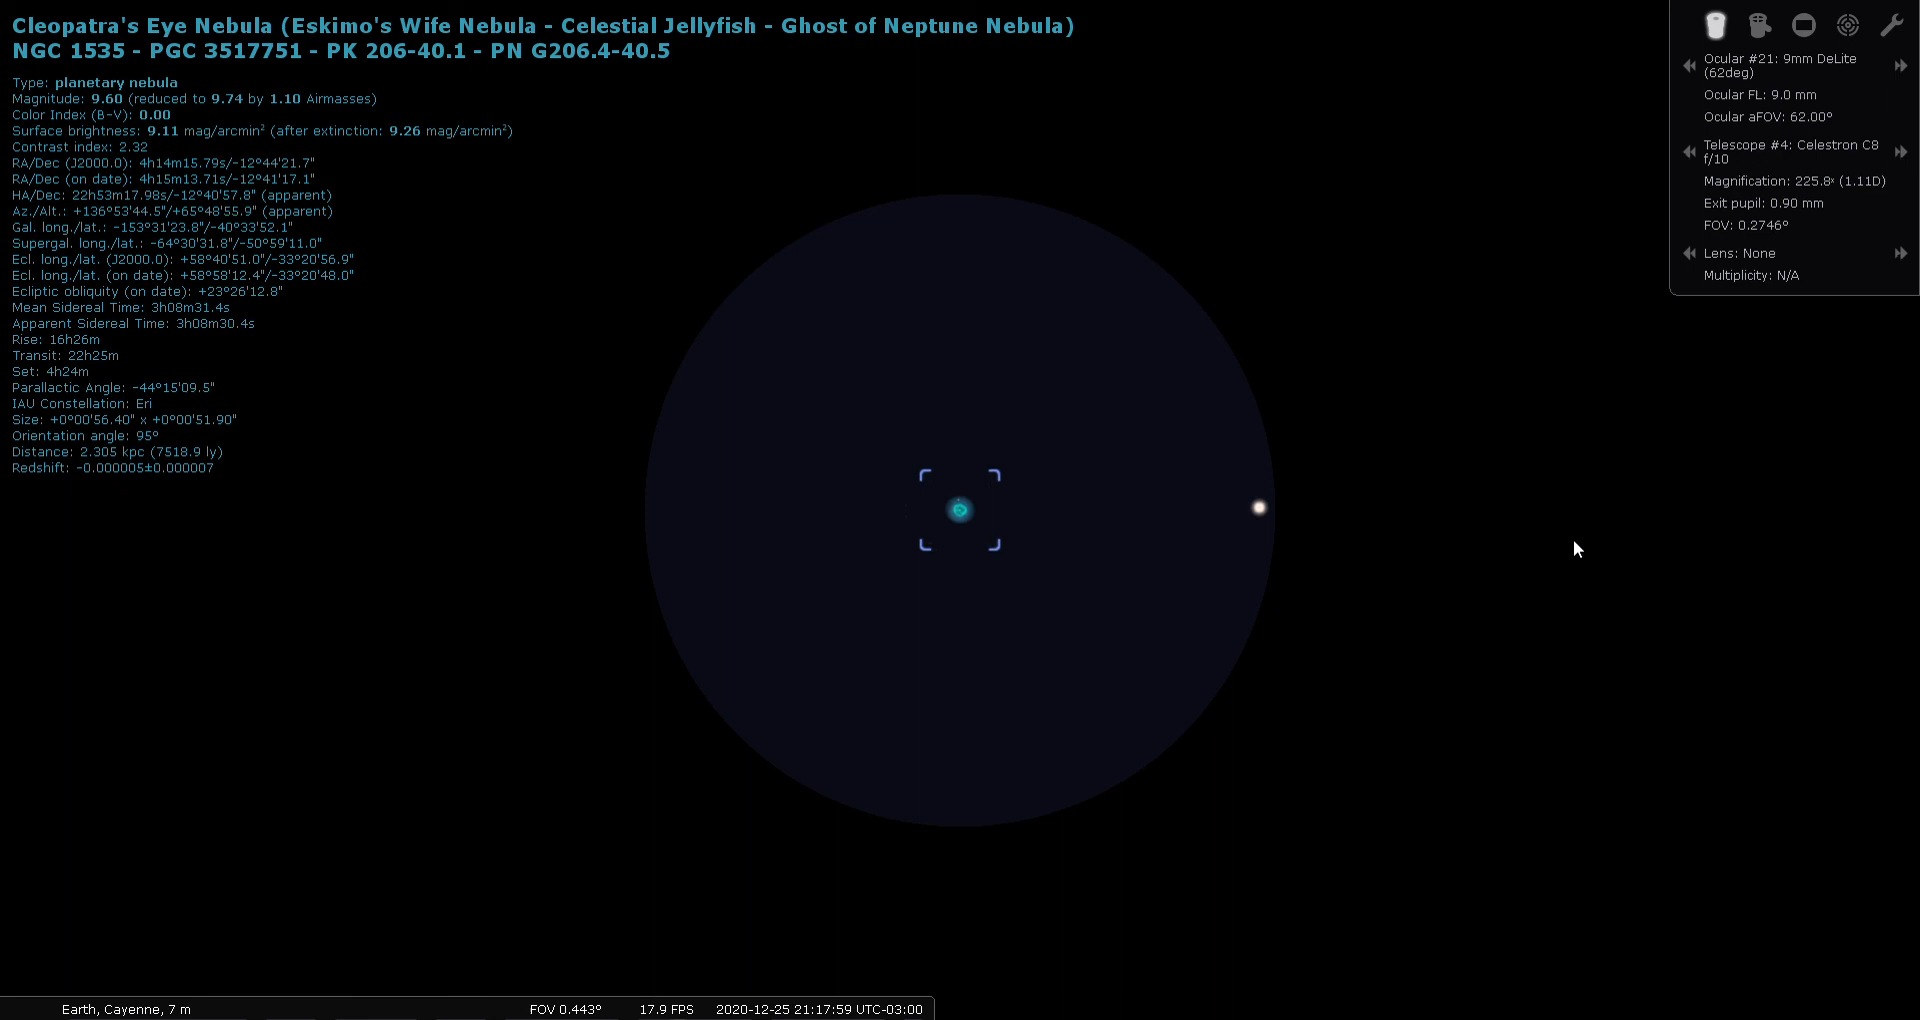 Cleopatra's Eye Nebula (Eskimo's Wife Nebula - Celestial Jellyfish - Ghost of Neptune Nebula)
NGC 1535 - PGC 3517751 - PK 206-40.1 - PN G206.4-40.5
Type: planetary nebula
Magnitude: 9.60 (reduced to 9.74 by 1.10 Airmasses)
Color Index (B-V): 0.00
Surface brightness: 9.11 mag/arcmin² (after extinction: 9.26 mag/arcmin²)
Contrast index: 2.32
RA/Dec (J2000.0): 4h14m15.79s/-12°44'21.7"
RA/Dec (on date): 4h15m13.71s/-12°41'17.1"
HA/Dec: 22h53m17.98s/-12°40'57.8" (apparent)
Az./Alt.: +136°53'44.5"/+65°48'55.9" (apparent)
Gal. long./lat.: -153°31'23.8"/-40°33'52.1"
Supergal. long./lat.: -64°30'31.8"/-50°59'11.0"
Ecl. long./lat. (J2000.0): +58°40'51.0"/-33°20'56.9"
Ecl. long./lat. (on date): +58°58'12.4"/-33°20'48.0"
Ecliptic obliquity (on date): +23°26'12.8"
Mean Sidereal Time: 3h08m31.4s
Apparent Sidereal Time: 3h08m30.4s
Rise: 16h26m
Transit: 22h25m
Set: 4h24m
Parallactic Angle: -44°15'09.5"
IAU Constellation: Eri
Size: +0°00'56.40" x +0°00'51.90"
Orientation angle: 95°
Distance: 2.305 kpc (7518.9 ly)
Redshift: -0.000005±0.000007
Ocular #21: 9mm DeLite
(62deg)
Ocular FL: 9.0 mm
Ocular aFOV: 62.00°
Telescope #4: Celestron C8
f/10
Magnification: 225.8ˣ (1.11D)
Exit pupil: 0.90 mm
FOV: 0.2746°
Lens: None
Multiplicity: N/A
Earth, Cayenne, 7 m
FOV 0.443°
17.9 FPS
2020-12-25 21:17:59 UTC-03:00